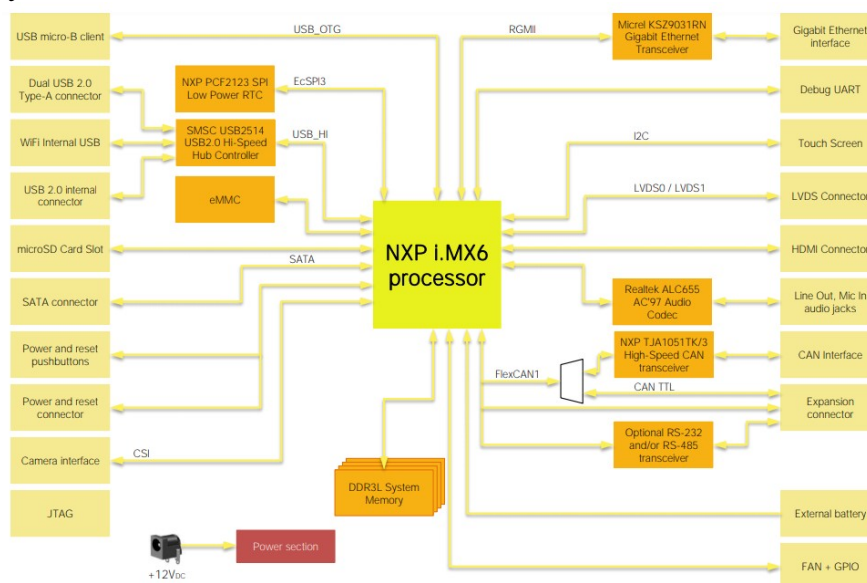 USB micro-B client
USB_OTG
RGMII
Micrel KSZ9031RN
Gigabit Ethernet
Transceiver
Gigabit Ethernet
interface
Dual USB 2.0
Type-A connector
NXP PCF2123 SPI
Low Power RTC
EcSPI3
Debug UART
WiFi Internal USB
SMSC USB2514
USB2.0 Hi-Speed
Hub Controller
USB_HI
I2C
Touch Screen
USB 2.0 internal
connector
eMMC
LVDS0 / LVDS1
LVDS Connector
microSD Card Slot
NXP i.MX6
processor
HDMI Connector
SATA
SATA connector
Realtek ALC655
AC'97 Audio
Codec
Line Out, Mic In
audio jacks
Power and reset
pushbuttons
NXP TJA1051TK/3
High-Speed CAN
transceiver
CAN Interface
FlexCAN1
CAN TTL
Power and reset
connector
Expansion
connector
Camera interface
CSI
Optional RS-232
and/or RS-485
transceiver
DDR3L System
Memory
JTAG
External battery
+12VDC
Power section
FAN + GPIO